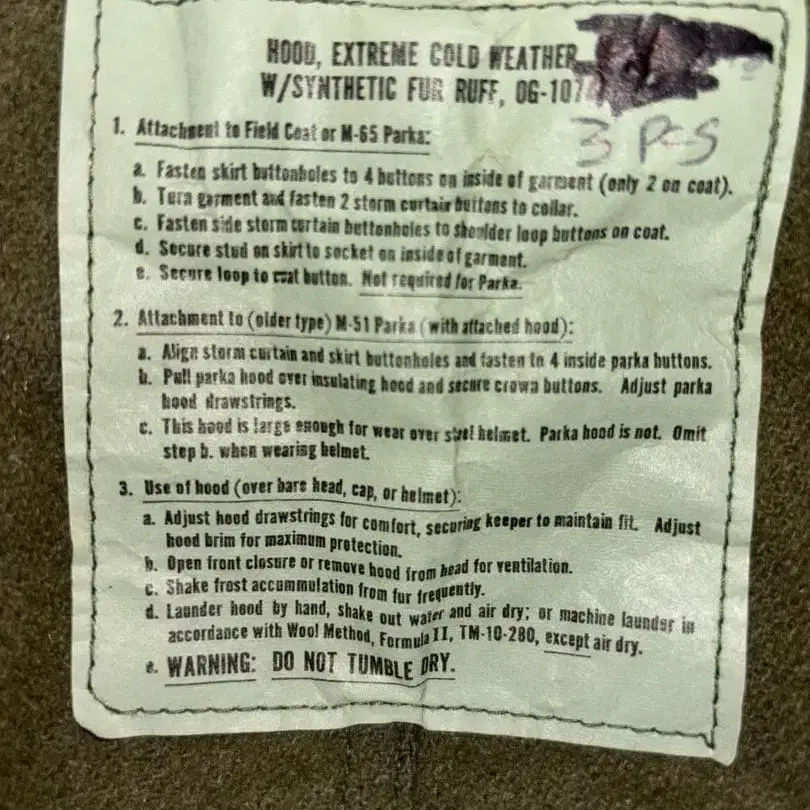 HOOD, EXTREME COLD WEATHER
W/SYNTHETIC FUR RUFF, OG-107
3 PCS
1. Attachment to Field Coat or M-65 Parka:
a. Fasten skirt buttonholes to 4 buttons on inside of garment (only 2 on coat).
b. Turn garment and fasten 2 storm curtain buttons to collar.
c. Fasten side storm curtain buttonholes to shoulder loop buttons on coat.
d. Secure stud on skirt to socket on inside of garment.
e. Secure loop to coat button. Not required for Parka.
2. Attachment to (older type) M-51 Parka (with attached hood):
a. Align storm curtain and skirt buttonholes and fasten to 4 inside parka buttons.
b. Pull parka hood over insulating hood and secure crown buttons. Adjust parka
hood drawstrings.
c. This hood is large enough for wear over steel helmet. Parka hood is not. Omit
step b. when wearing helmet.
3. Use of hood (over bare head, cap, or helmet):
a. Adjust hood drawstrings for comfort, securing keeper to maintain fit. Adjust
hood brim for maximum protection.
b. Open front closure or remove hood from head for ventilation.
c. Shake frost accummulation from fur frequently.
d. Launder hood by hand, shake out water and air dry; or machine launder in
accordance with Wool Method, Formula II, TM-10-280, except air dry.
e. WARNING: DO NOT TUMBLE DRY.